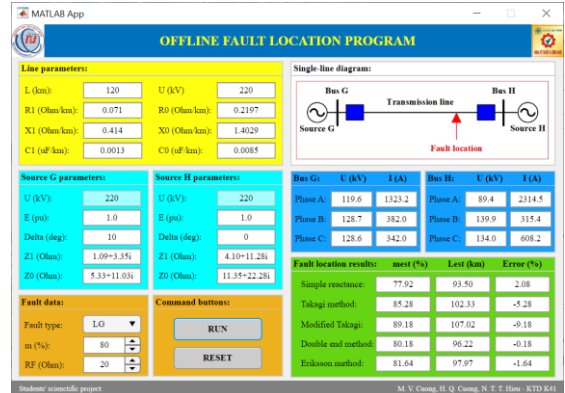 MATLAB App
OFFLINE FAULT LOCATION PROGRAM
Line parameters:
L (km): 120 U (kV) 220
R1 (Ohm/km): 0.071 R0 (Ohm/km): 0.2197
X1 (Ohm/km): 0.414 X0 (Ohm/km): 1.4029
C1 (uF/km): 0.0013 C0 (uF/km): 0.0085
Single-line diagram:
Bus G Bus H
Transmission line
Source G Source H
Fault location
Source G parameters:
U (kV): 220
E (pu): 1.0
Delta (deg): 10
Z1 (Ohm): 1.09+3.35i
Z0 (Ohm): 5.33+11.03i
Source H parameters:
U (kV): 220
E (pu): 1.0
Delta (deg): 0
Z1 (Ohm): 4.10+11.28i
Z0 (Ohm): 11.35+22.28i
Bus G: U (kV) I (A) Bus H: U (kV) I (A)
Phase A: 119.6 1323.2 Phase A: 89.4 2314.5
Phase B: 128.7 382.0 Phase B: 139.9 315.4
Phase C: 128.6 342.0 Phase C: 134.0 608.2
Fault data:
Fault type: LG
m (%): 80
RF (Ohm): 20
Command buttons:
RUN
RESET
Fault location results: mest (%) Lest (km) Error (%)
Simple reactance: 77.92 93.50 2.08
Takagi method: 85.28 102.33 -5.28
Modified Takagi: 89.18 107.02 -9.18
Double end method: 80.18 96.22 -0.18
Eriksson method: 81.64 97.97 -1.64
Students' scienctific project
M. V. Cuong, H. Q. Cuong, N. T. T. Hien - KTD K41